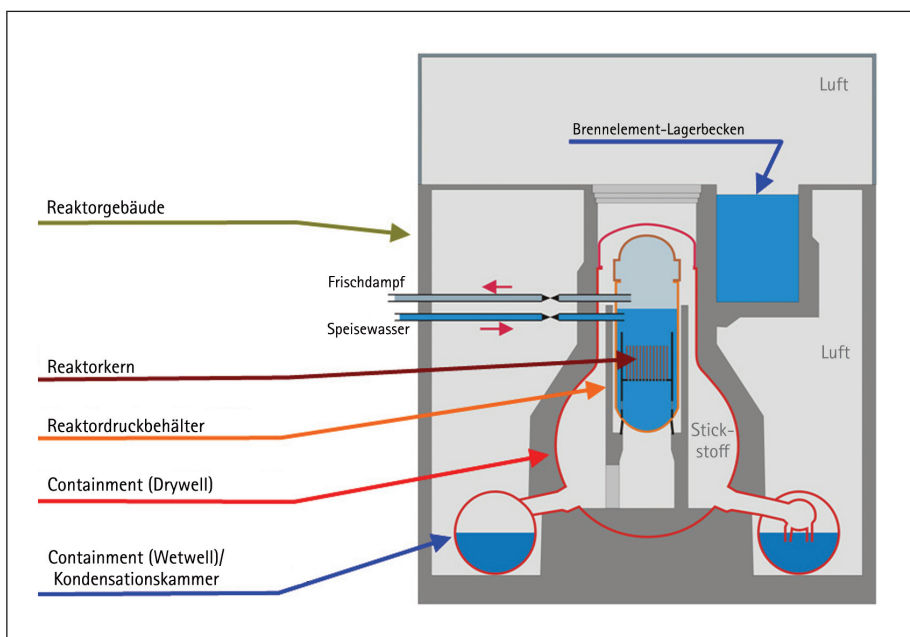 Luft
Brennelement-Lagerbecken
Reaktorgebäude
Frischdampf
Speisewasser
Luft
Reaktorkern
Reaktordruckbehälter
Stick-
stoff
Containment (Drywell)
Containment (Wetwell)/
Kondensationskammer